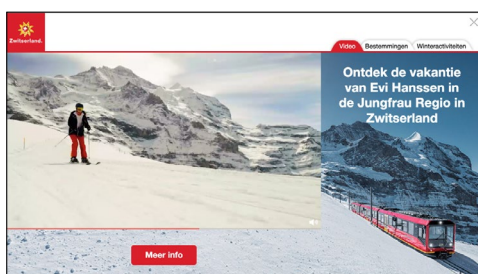 Zwitserland.
Video Bestemmingen Winteractiviteiten
Ontdek de vakantie
van Evi Hanssen in
de Jungfrau Regio in
Zwitserland
Meer info